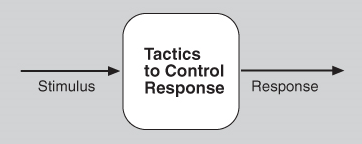 Tactics
to Control
Response
Stimulus
Response